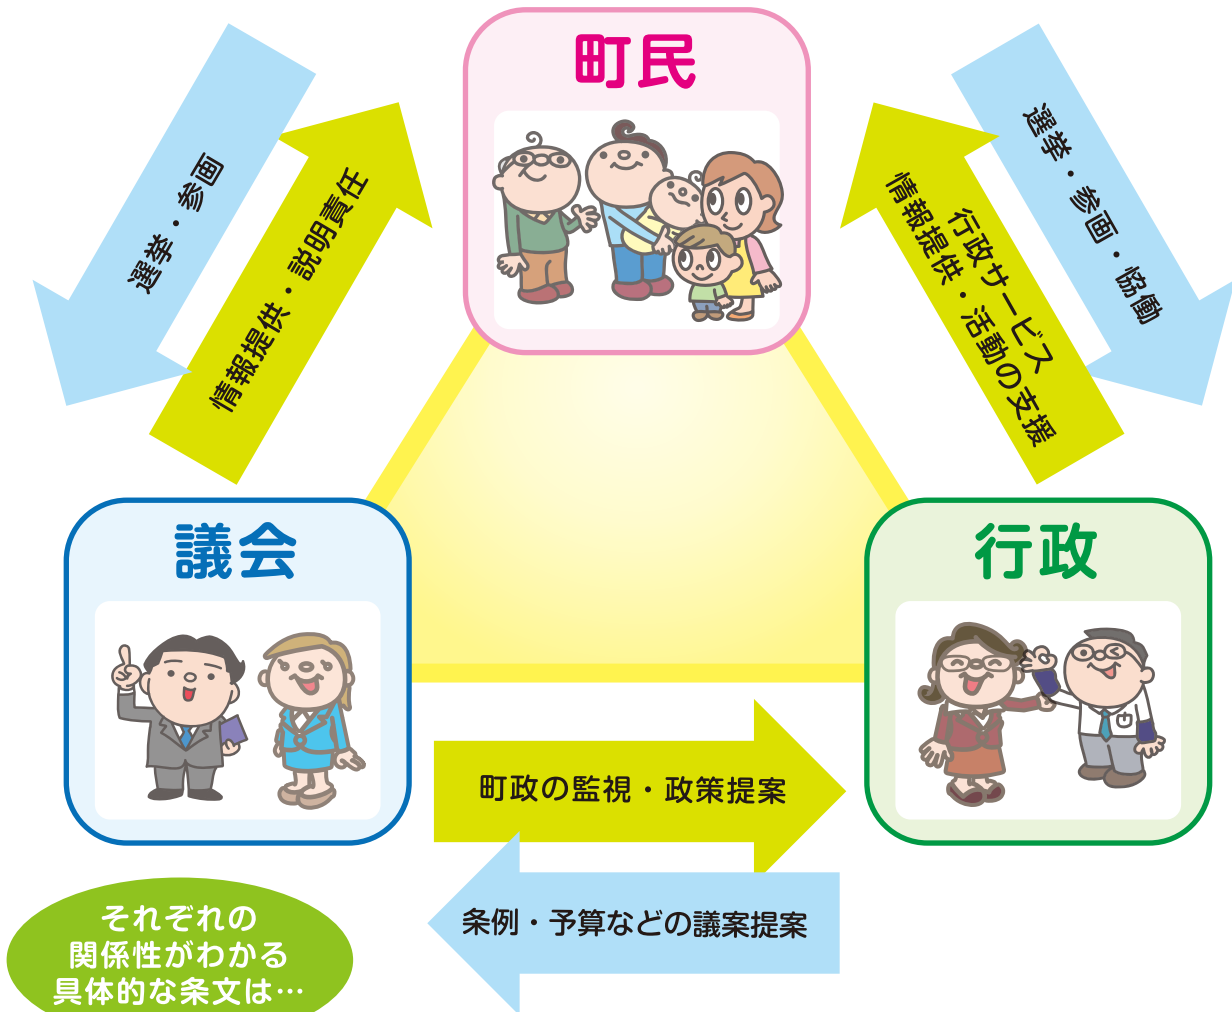 町民
選挙・参画
情報提供・説明責任
行政サービス
情報提供・活動の支援
選挙・参画・協働
議会
行政
町政の監視・政策提案
条例・予算などの議案提案
それぞれの
関係性がわかる
具体的な条文は…